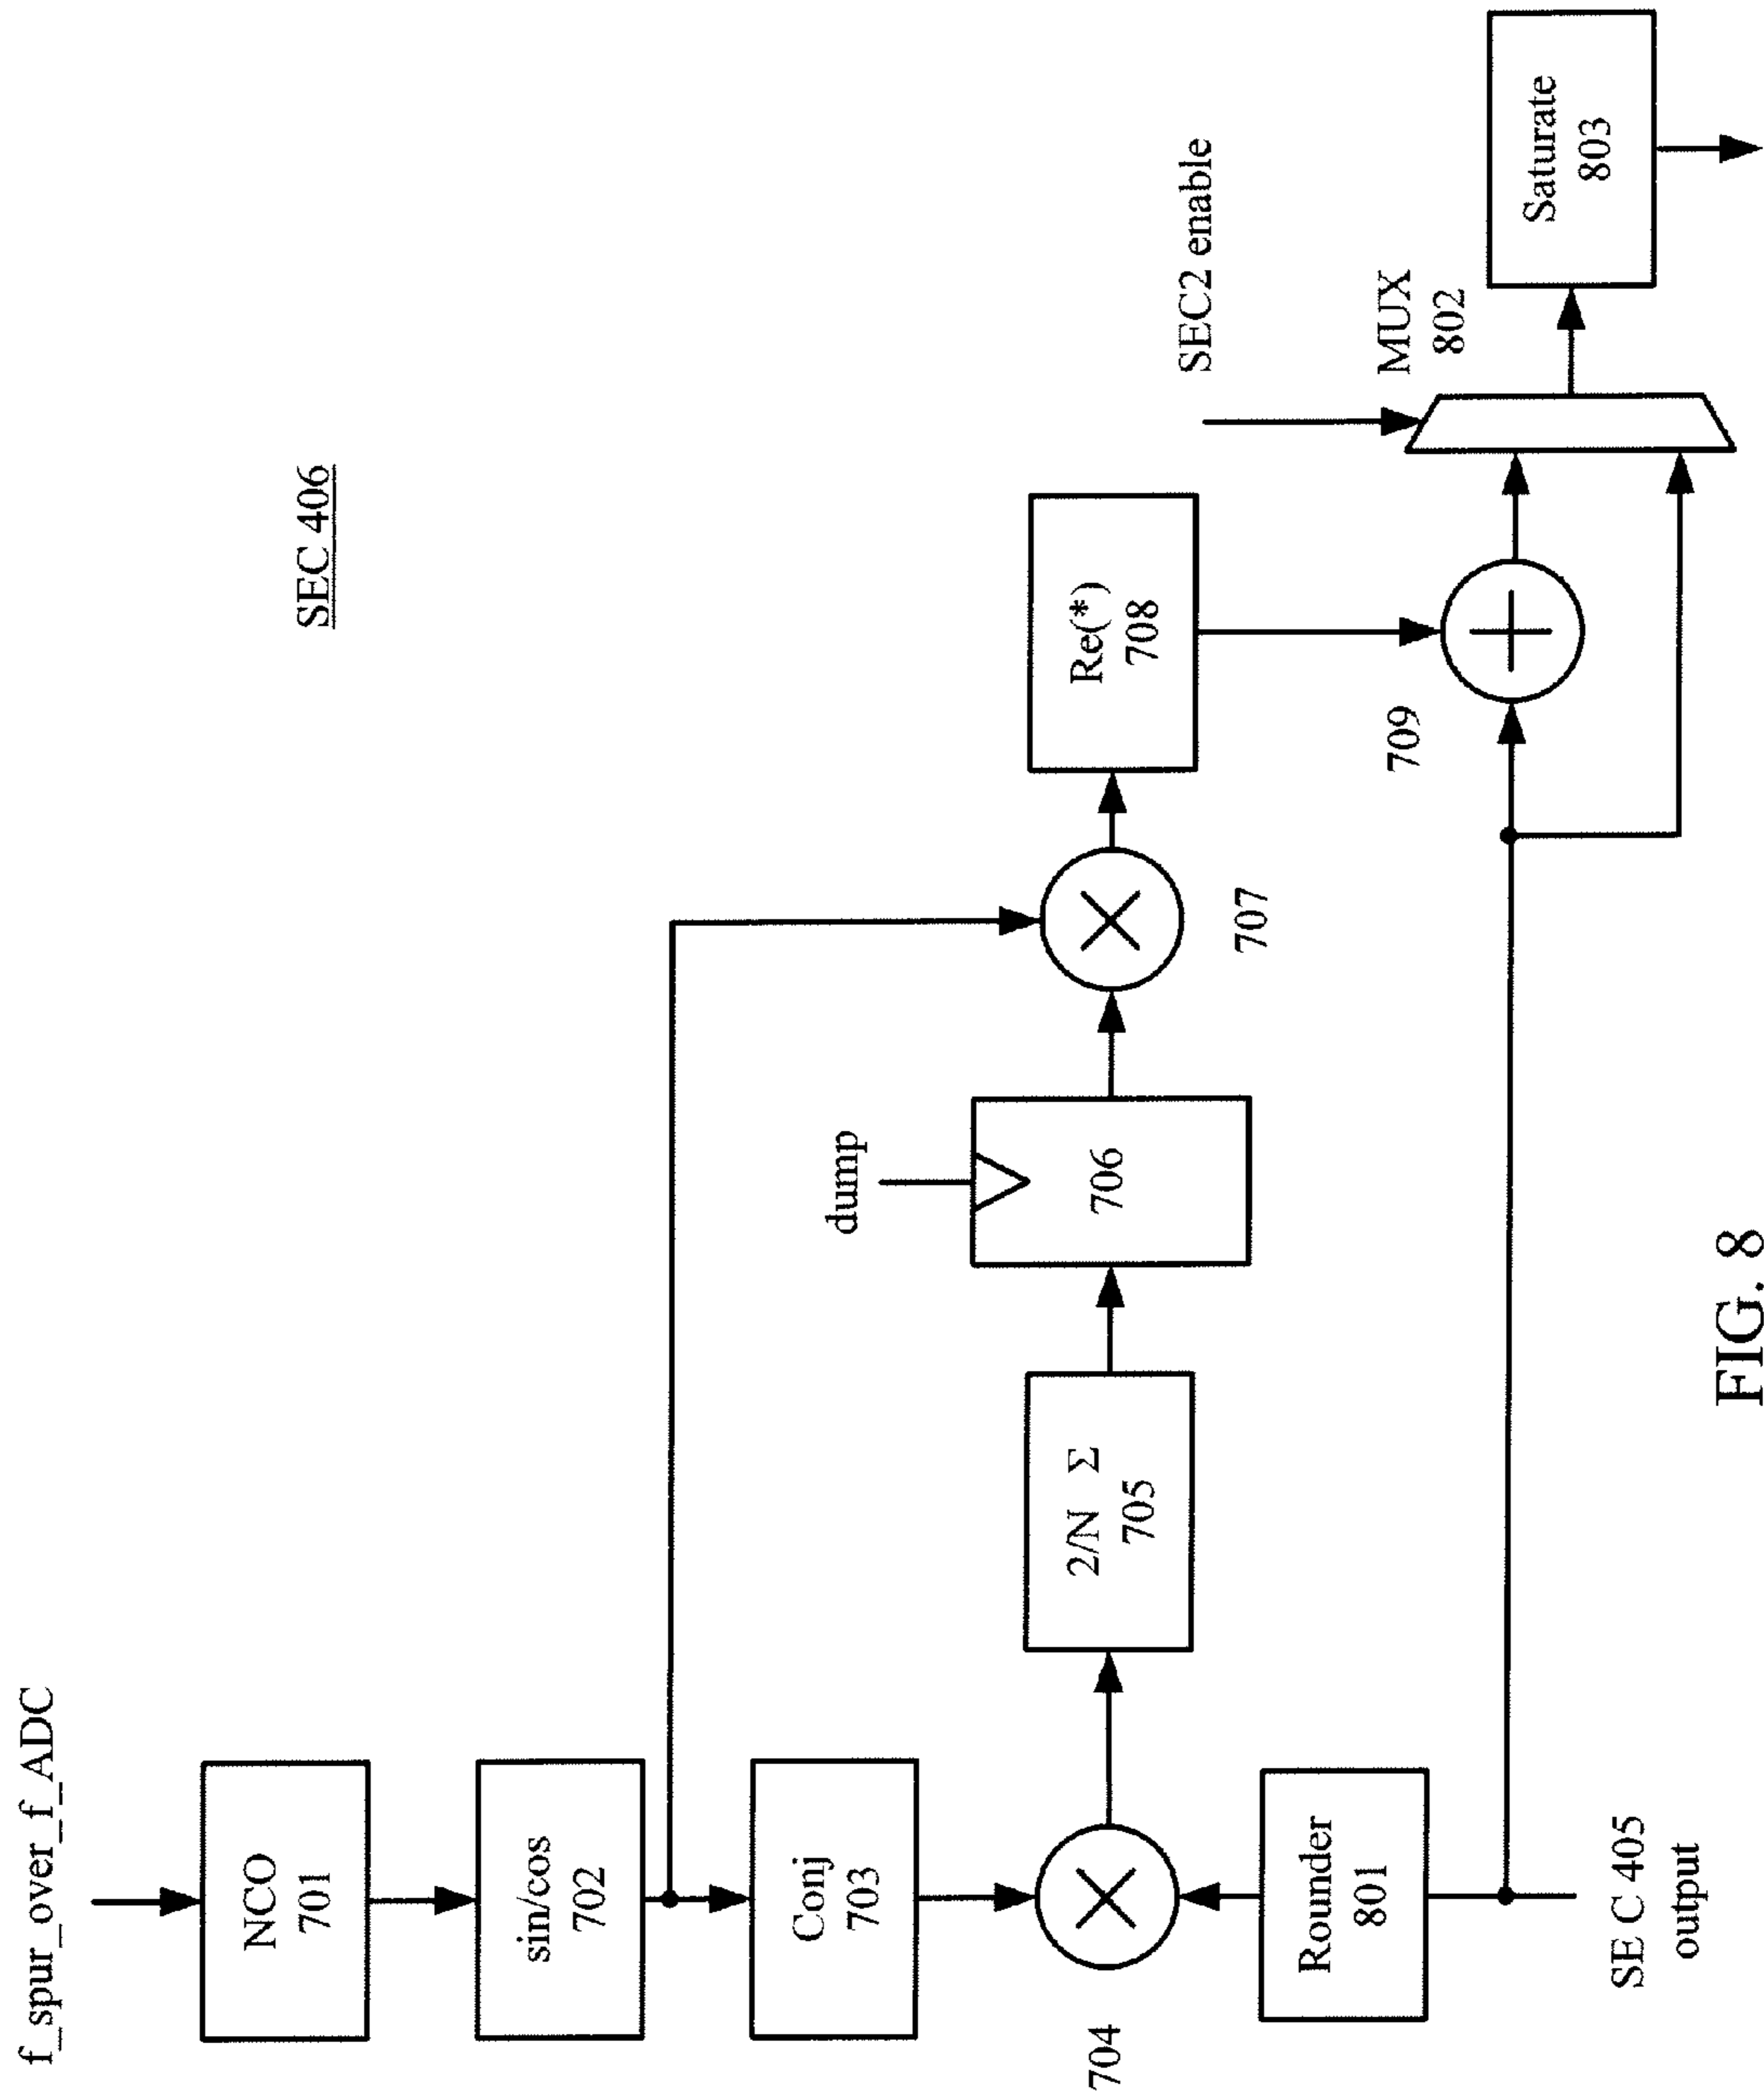 SEC 406
f_spur_over_f_ADC
NCO
701
sin/cos
702
Conj
703
704
Rounder
801
SE C 405
output
2/N Σ
705
dump
706
707
Re(*)
708
709
SEC2 enable
MUX
802
Saturate
803
FIG. 8